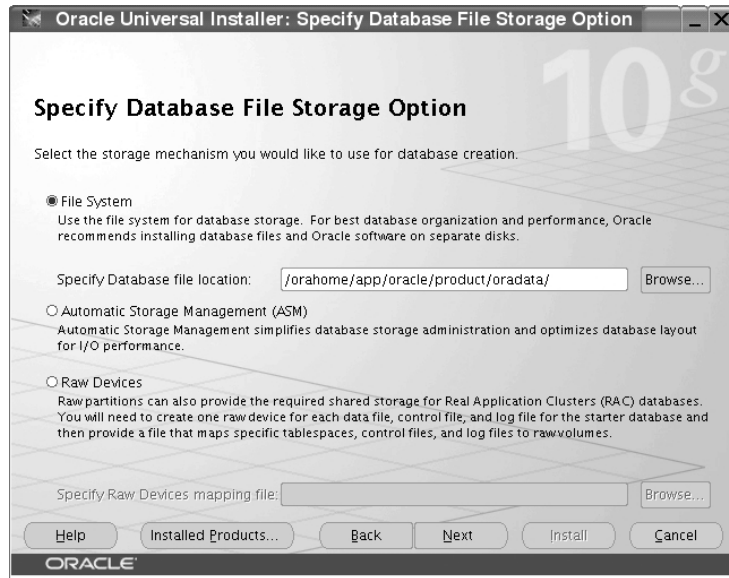 Oracle Universal Installer: Specify Database File Storage Option
10g
Specify Database File Storage Option
Select the storage mechanism you would like to use for database creation.
File System
Use the file system for database storage. For best database organization and performance, Oracle
recommends installing database files and Oracle software on separate disks.
Specify Database file location: /orahome/app/oracle/product/oradata/ Browse...
Automatic Storage Management (ASM)
Automatic Storage Management simplifies database storage administration and optimizes database layout
for I/O performance.
Raw Devices
Raw partitions can also provide the required shared storage for Real Application Clusters (RAC) databases.
You will need to create one raw device for each data file, control file, and log file for the starter database and
then provide a file that maps specific tablespaces, control files, and log files to raw volumes.
Specify Raw Devices mapping file: Browse...
Help Installed Products... Back Next Install Cancel
ORACLE